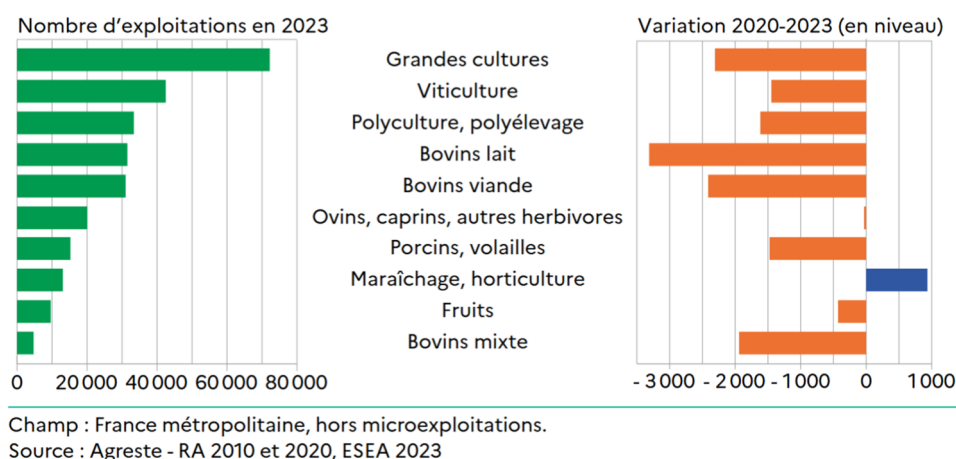 Nombre d'exploitations en 2023
Variation 2020-2023 (en niveau)
Grandes cultures
Viticulture
Polyculture, polyélevage
Bovins lait
Bovins viande
Ovins, caprins, autres herbivores
Porcins, volailles
Maraîchage, horticulture
Fruits
Bovins mixte
0 20 000 40 000 60 000 80 000
- 3 000 - 2 000 - 1 000 0 1 000
Champ : France métropolitaine, hors microexploitations.
Source : Agreste - RA 2010 et 2020, ESEA 2023